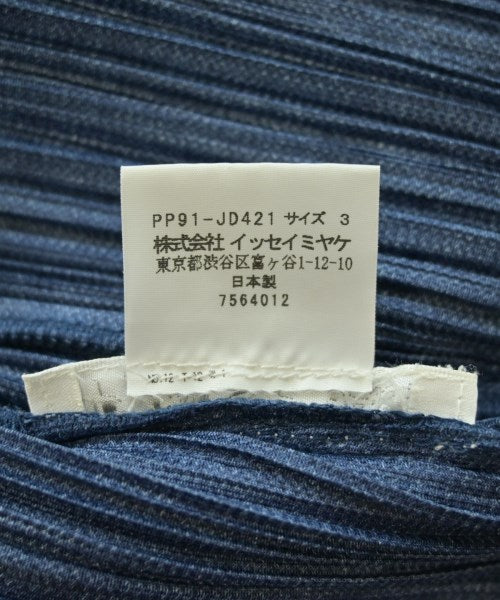 PP91-JD421 サイズ 3
株式会社 イッセイミヤケ
東京都渋谷区富ヶ谷1-12-10
日本製
7564012